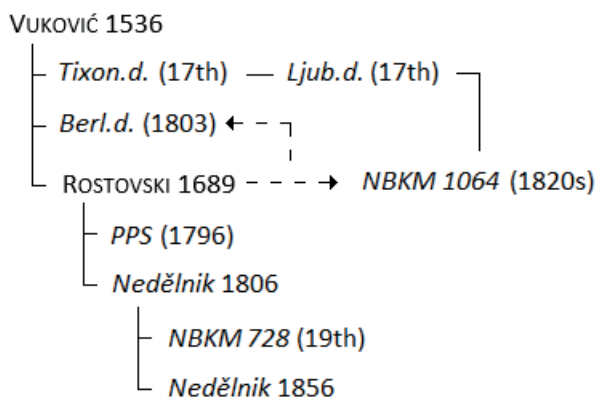 VUKOVIĆ 1536
Tixon.d. (17th) — Ljub.d. (17th)
Berl.d. (1803)
ROSTOVSKI 1689
NBKM 1064 (1820s)
PPS (1796)
Nedělnik 1806
NBKM 728 (19th)
Nedělnik 1856